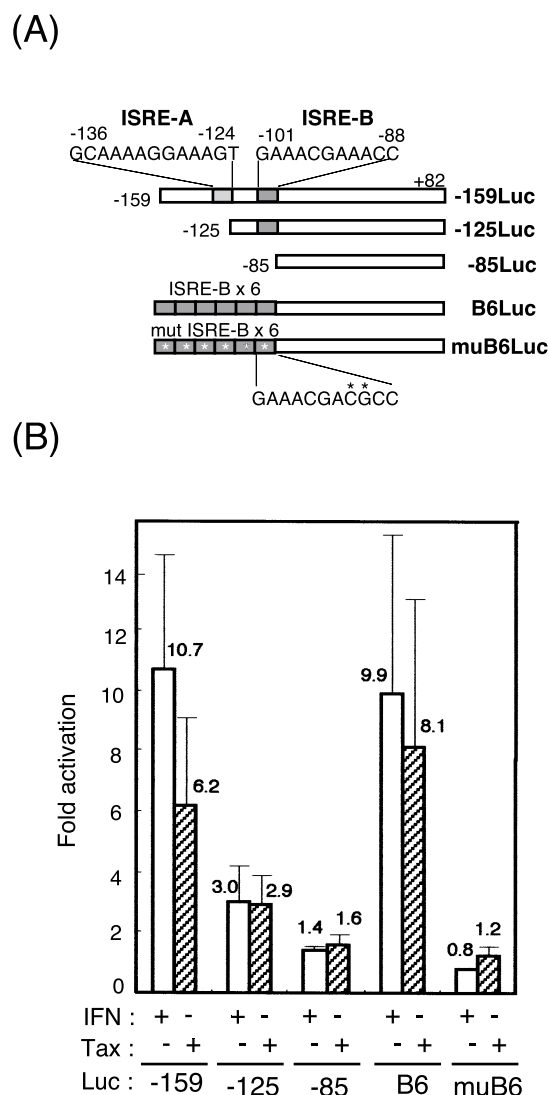 (A)
ISRE-A ISRE-B
-136 -124 -101 -88
GCAAAAGGAAAGT GAAACGAAACC
+82
-159 -159Luc
-125 -125Luc
-85 -85Luc
ISRE-B x 6
B6Luc
mut ISRE-B x 6
* * * * * * muB6Luc
* *
GAAACGACGCC
(B)
Fold activation
14
12
10
8
6
4
2
0
10.7
6.2
3.0
2.9
1.4
1.6
9.9
8.1
0.8
1.2
IFN : + - + - + - + - + -
Tax : - + - + - + - + - +
Luc : -159 -125 -85 B6 muB6